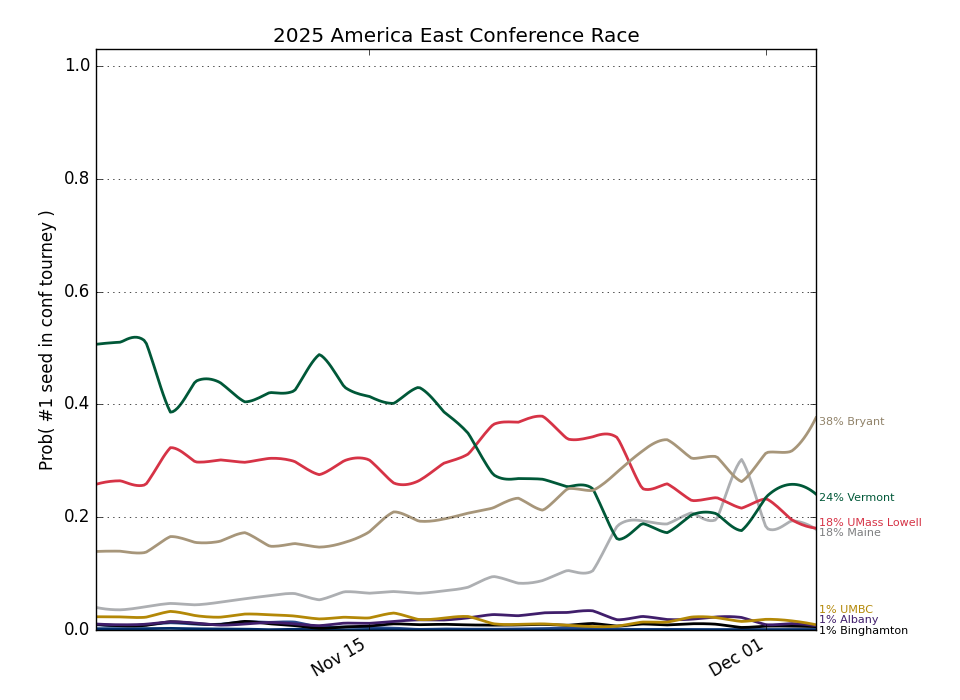 2025 America East Conference Race
Prob( #1 seed in conf tourney )
1.0
0.8
0.6
0.4
0.2
0.0
Nov 15
Dec 01
38% Bryant
24% Vermont
18% UMass Lowell
18% Maine
1% UMBC
1% Albany
1% Binghamton